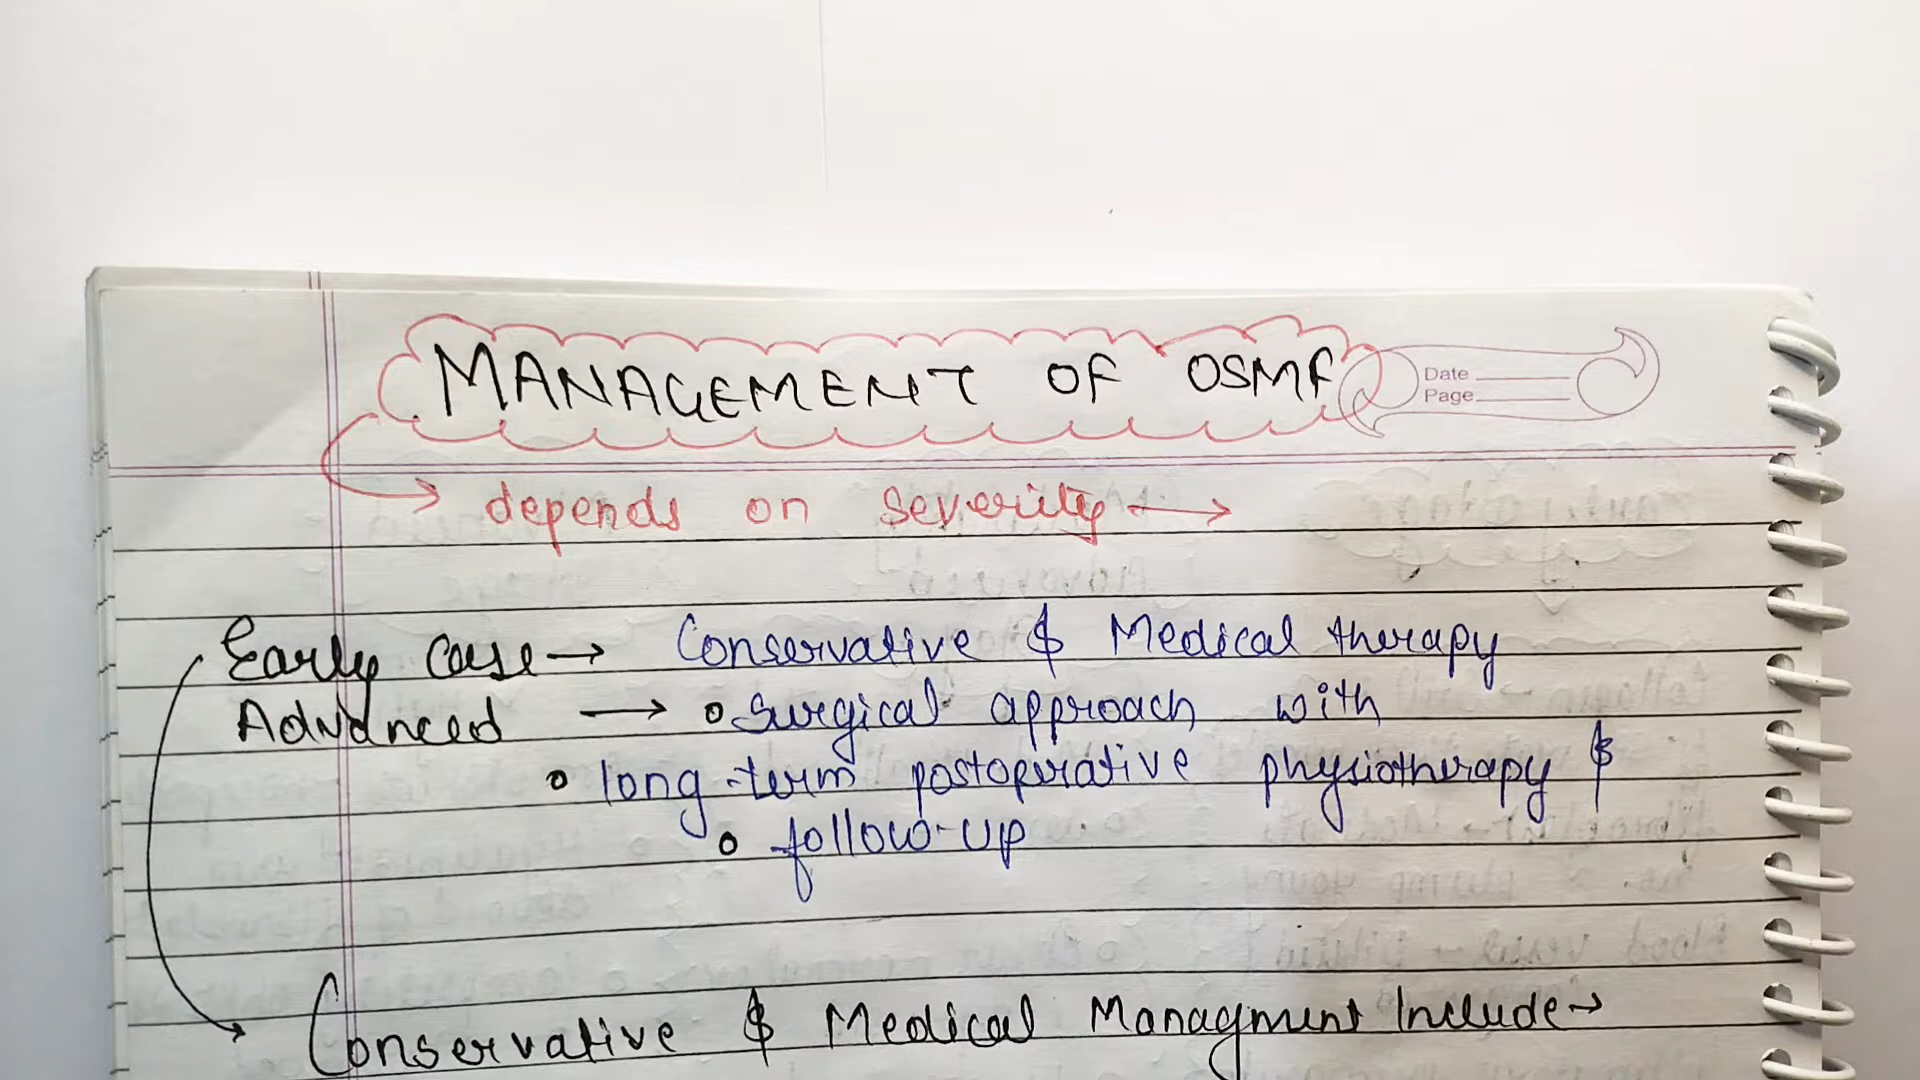 MANAGEMENT OF OSMF
Date
Page
→ depends on severity →
Early Case → Conservative & Medical therapy
Advanced → o Surgical approach with
o long-term postoperative physiotherapy &
o follow-up
Conservative & Medical Managment Include →